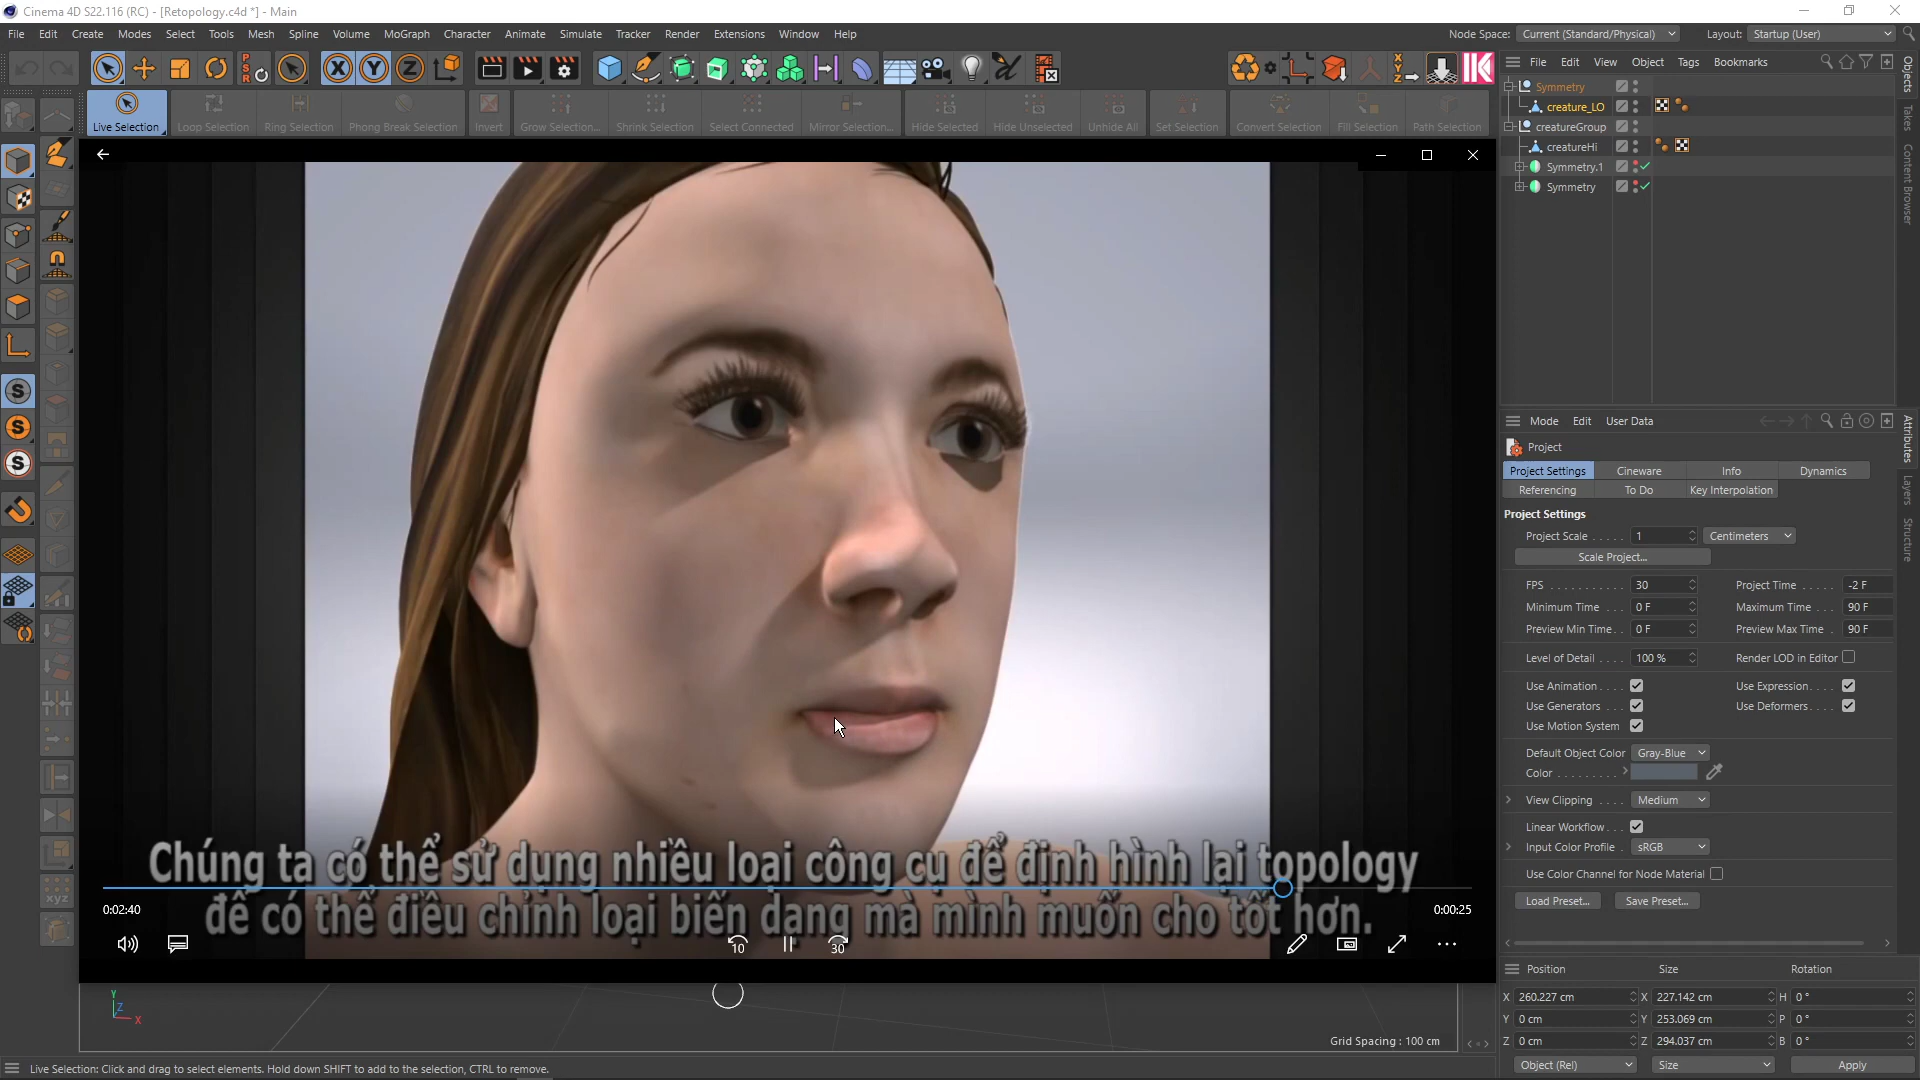 Cinema 4D S22.116 (RC) - [Retopology.c4d *] - Main
File Edit Create Modes Select Tools Mesh Spline Volume MoGraph Character Animate Simulate Tracker Render Extensions Window Help
Node Space: Current (Standard/Physical) Layout: Startup (User)
File Edit View Object Tags Bookmarks
Live Selection Loop Selection Ring Selection Phong Break Selection Invert Grow Selection... Shrink Selection Select Connected Mirror Selection... Hide Selected Hide Unselected Unhide All Set Selection Convert Selection Fill Selection Path Selection
Symmetry
creature_LO
creatureGroup
creatureHi
Symmetry.1
Symmetry
Objects
Takes
Content Browser
Mode Edit User Data
Project
Project Settings Cineware Info Dynamics
Referencing To Do Key Interpolation
Project Settings
Project Scale 1 Centimeters
Scale Project...
FPS 30 Project Time -2 F
Minimum Time 0 F Maximum Time 90 F
Preview Min Time 0 F Preview Max Time 90 F
Level of Detail 100 % Render LOD in Editor
Use Animation Use Expression
Use Generators Use Deformers
Use Motion System
Default Object Color Gray-Blue
Color
View Clipping Medium
Linear Workflow
Input Color Profile sRGB
Use Color Channel for Node Material
Load Preset... Save Preset...
Attributes
Layers
Structure
PSR
X Y Z
S
S
S
xyz
Chúng ta có thể sử dụng nhiều loại công cụ để định hình lại topology
để có thể điều chỉnh loại biến dạng mà mình muốn cho tốt hơn.
0:02:40 0:00:25
10 30
Y
Z
X
Grid Spacing : 100 cm
Position Size Rotation
X 260.227 cm X 227.142 cm H 0 °
Y 0 cm Y 253.069 cm P 0 °
Z 0 cm Z 294.037 cm B 0 °
Object (Rel) Size Apply
Live Selection: Click and drag to select elements. Hold down SHIFT to add to the selection, CTRL to remove.